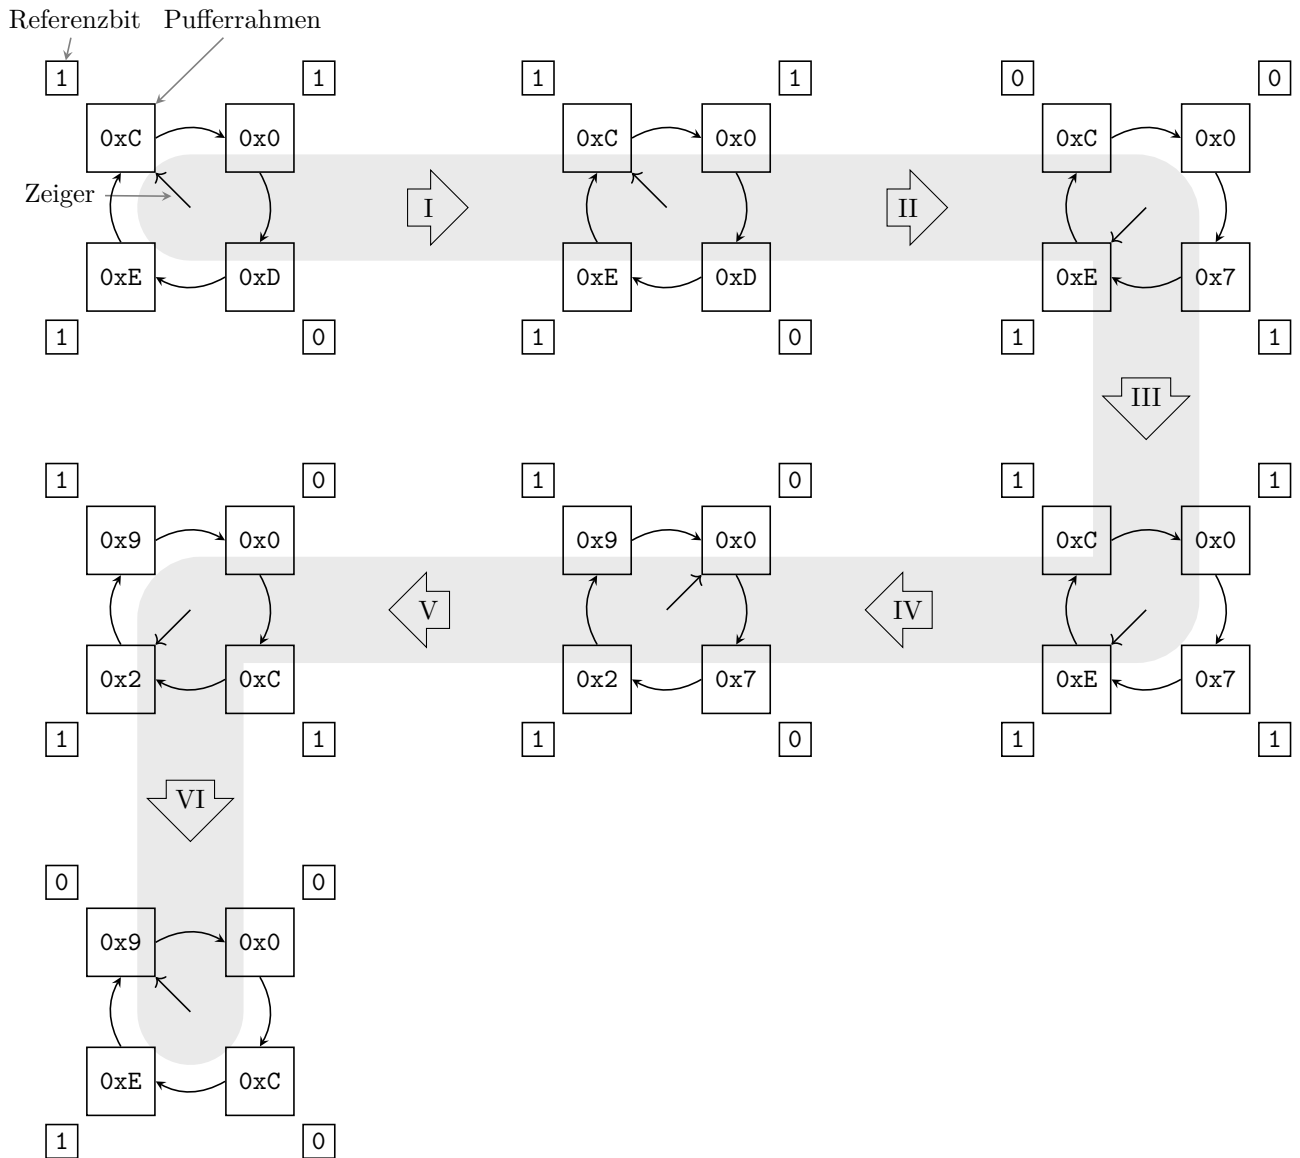 Referenzbit Pufferrahmen
1 1 1 1 0 0
0xC 0x0 0xC 0x0 0xC 0x0
Zeiger I II
0xE 0xD 0xE 0xD 0xE 0x7
1 0 1 0 1 1
III
1 0 1 0 1 1
0x9 0x0 0x9 0x0 0xC 0x0
V IV
0x2 0xC 0x2 0x7 0xE 0x7
1 1 1 0 1 1
VI
0 0
0x9 0x0
0xE 0xC
1 0